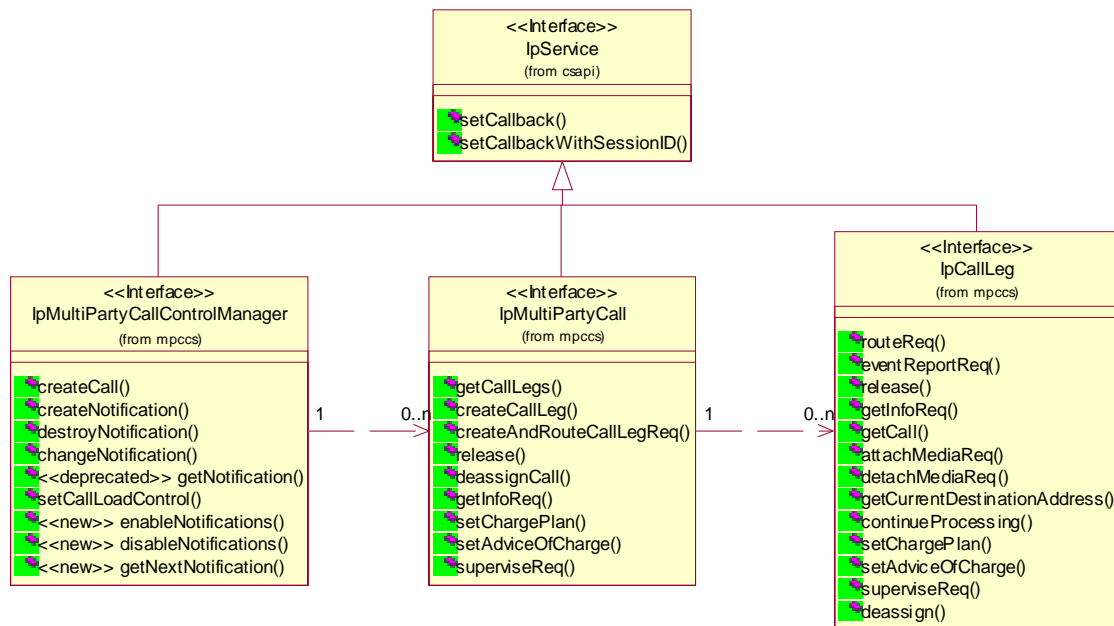 <<Interface>>
IpService
(from csapi)
setCallback()
setCallbackWithSessionID()
<<Interface>>
IpMultiPartyCallControlManager
(from mpccs)
createCall()
createNotification()
destroyNotification()
changeNotification()
<<deprecated>> getNotification()
setCallLoadControl()
<<new>> enableNotifications()
<<new>> disableNotifications()
<<new>> getNextNotification()
1
0..n
<<Interface>>
IpMultiPartyCall
(from mpccs)
getCallLegs()
createCallLeg()
createAndRouteCallLegReq()
release()
deassignCall()
getInfoReq()
setChargePlan()
setAdviceOfCharge()
superviseReq()
1
0..n
<<Interface>>
IpCallLeg
(from mpccs)
routeReq()
eventReportReq()
release()
getInfoReq()
getCall()
attachMediaReq()
detachMediaReq()
getCurrentDestinationAddress()
continueProcessing()
setChargePlan()
setAdviceOfCharge()
superviseReq()
deassign()